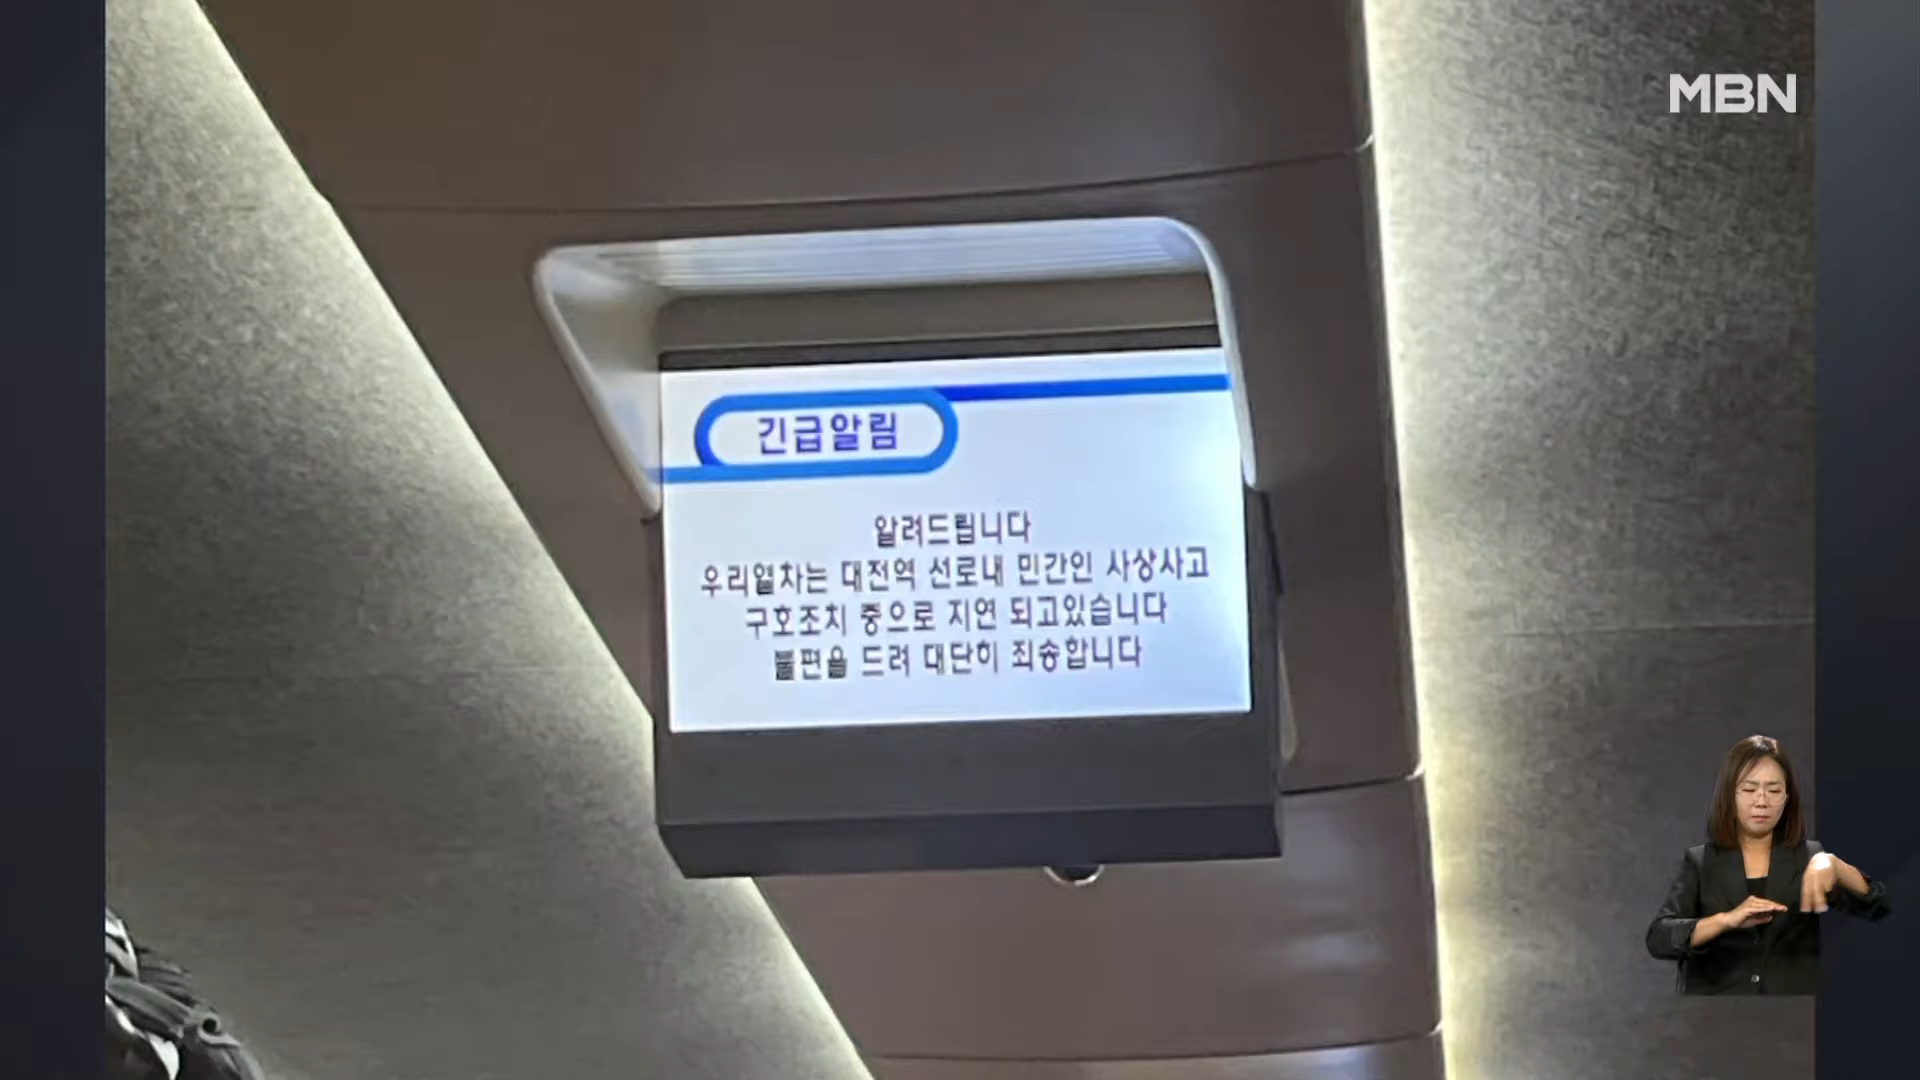 MBN
긴급알림
알려드립니다
우리열차는 대전역 선로내 민간인 사상사고
구호조치 중으로 지연 되고있습니다
불편을 드려 대단히 죄송합니다